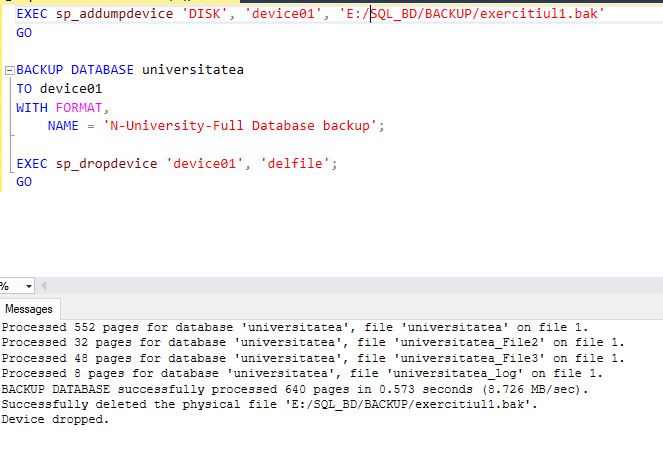 EXEC sp_addumpdevice 'DISK', 'device01', 'E:/SQL_BD/BACKUP/exercitiul1.bak'
GO
BACKUP DATABASE universitatea
TO device01
WITH FORMAT,
NAME = 'N-University-Full Database backup';
EXEC sp_dropdevice 'device01', 'delfile';
GO
%
Messages
Processed 552 pages for database 'universitatea', file 'universitatea' on file 1.
Processed 32 pages for database 'universitatea', file 'universitatea_File2' on file 1.
Processed 48 pages for database 'universitatea', file 'universitatea_File3' on file 1.
Processed 8 pages for database 'universitatea', file 'universitatea_log' on file 1.
BACKUP DATABASE successfully processed 640 pages in 0.573 seconds (8.726 MB/sec).
Successfully deleted the physical file 'E:/SQL_BD/BACKUP/exercitiul1.bak'.
Device dropped.